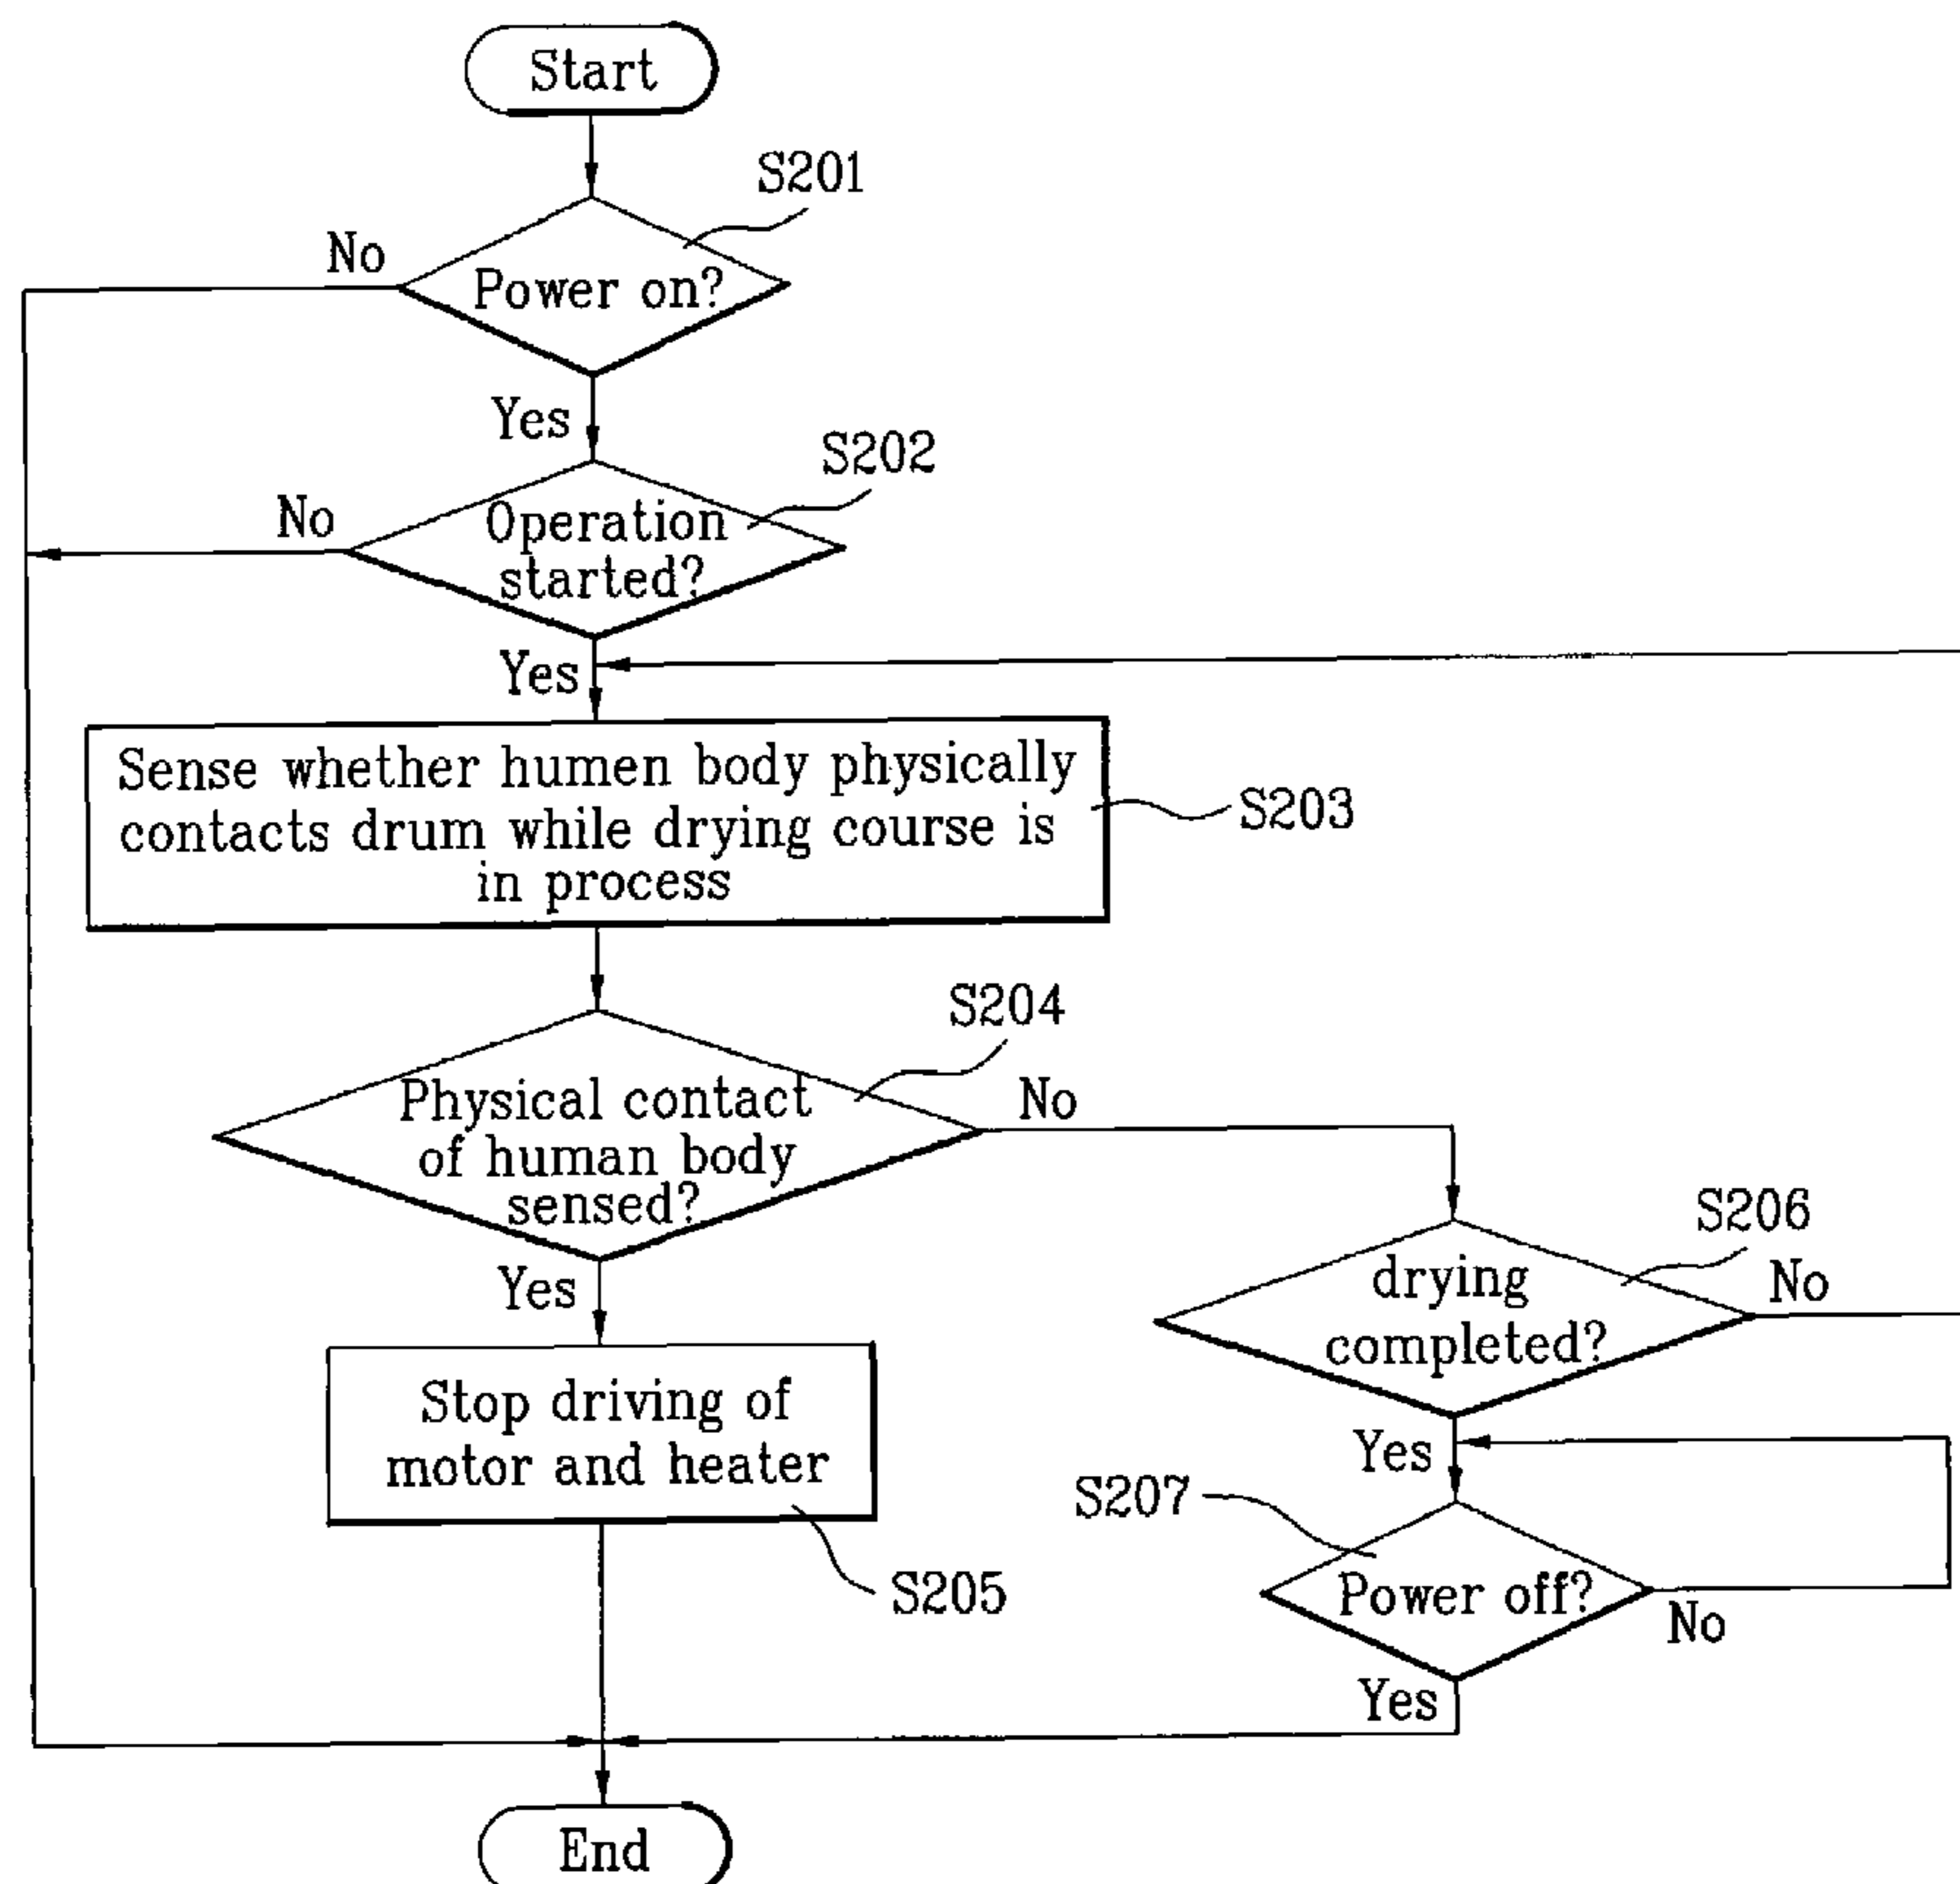 Start
S201
No
Power on?
Yes
S202
No
Operation
started?
Yes
Sense whether humen body physically
contacts drum while drying course is
in process
S203
S204
Physical contact
of human body
sensed?
No
Yes
S206
drying
completed?
No
Stop driving of
motor and heater
Yes
S207
S205
Power off?
No
Yes
End